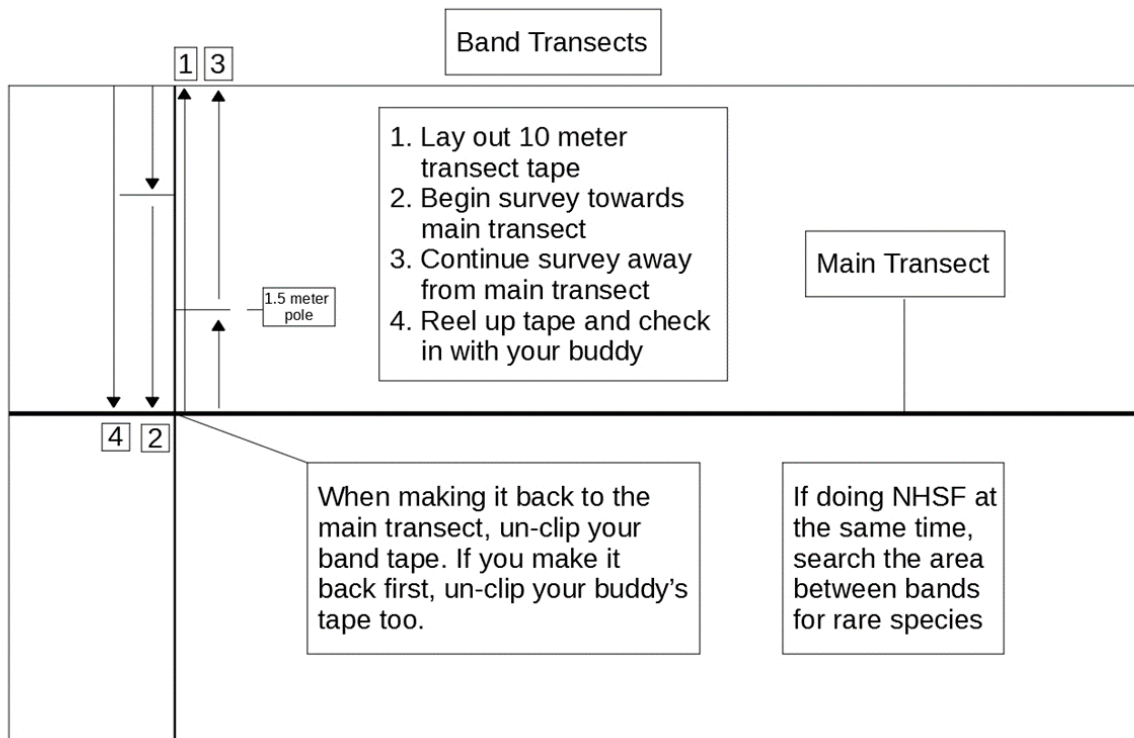 Band Transects
1 3
1. Lay out 10 meter
transect tape
2. Begin survey towards
main transect
3. Continue survey away
from main transect
4. Reel up tape and check
in with your buddy
Main Transect
1.5 meter
pole
4 2
When making it back to the
main transect, un-clip your
band tape. If you make it
back first, un-clip your buddy’s
tape too.
If doing NHSF at
the same time,
search the area
between bands
for rare species